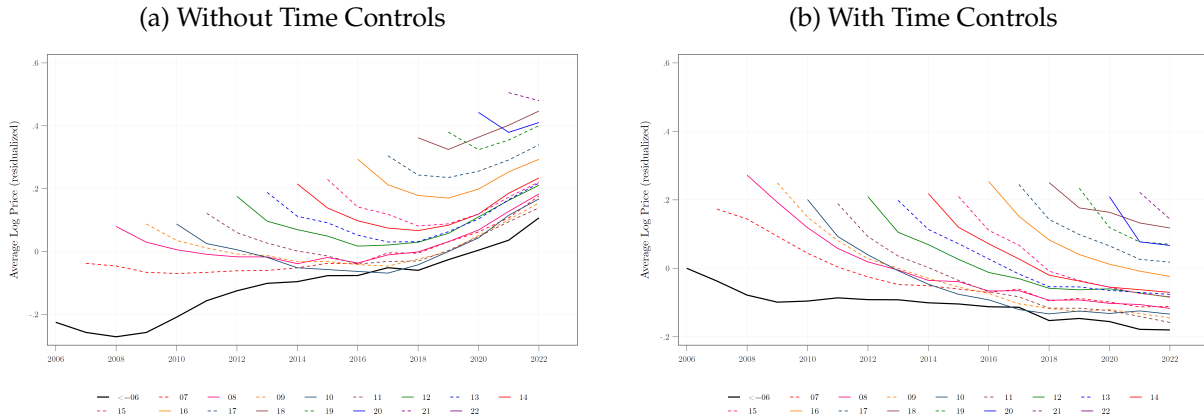 (a) Without Time Controls
(b) With Time Controls
Average Log Price (residualized)
.6
.4
.2
0
-.2
2006 2008 2010 2012 2014 2016 2018 2020 2022
<-06 07 08 09 10 11 12 13 14
15 16 17 18 19 20 21 22
Average Log Price (residualized)
.6
.4
.2
0
-.2
2006 2008 2010 2012 2014 2016 2018 2020 2022
<-06 07 08 09 10 11 12 13 14
15 16 17 18 19 20 21 22